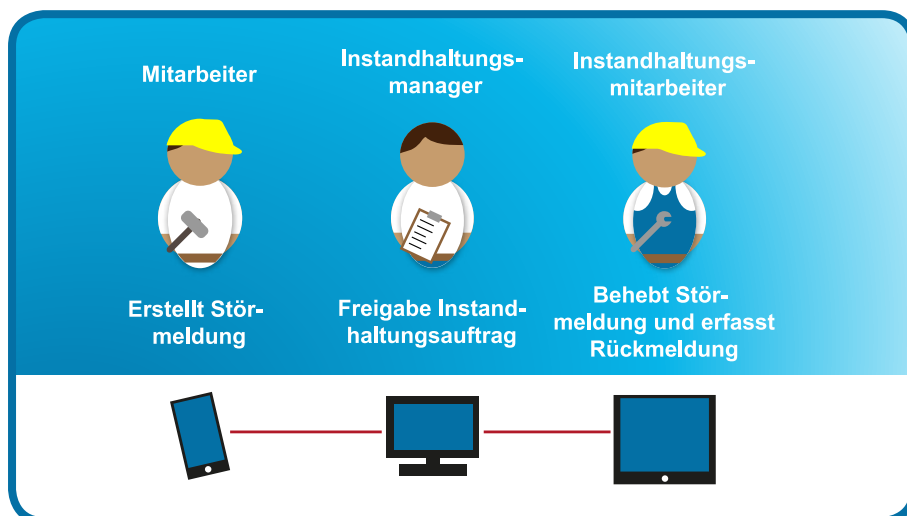 Mitarbeiter
Instandhaltungs-
manager
Instandhaltungs-
mitarbeiter
Erstellt Stör-
meldung
Freigabe Instand-
haltungsauftrag
Behebt Stör-
meldung und erfasst
Rückmeldung